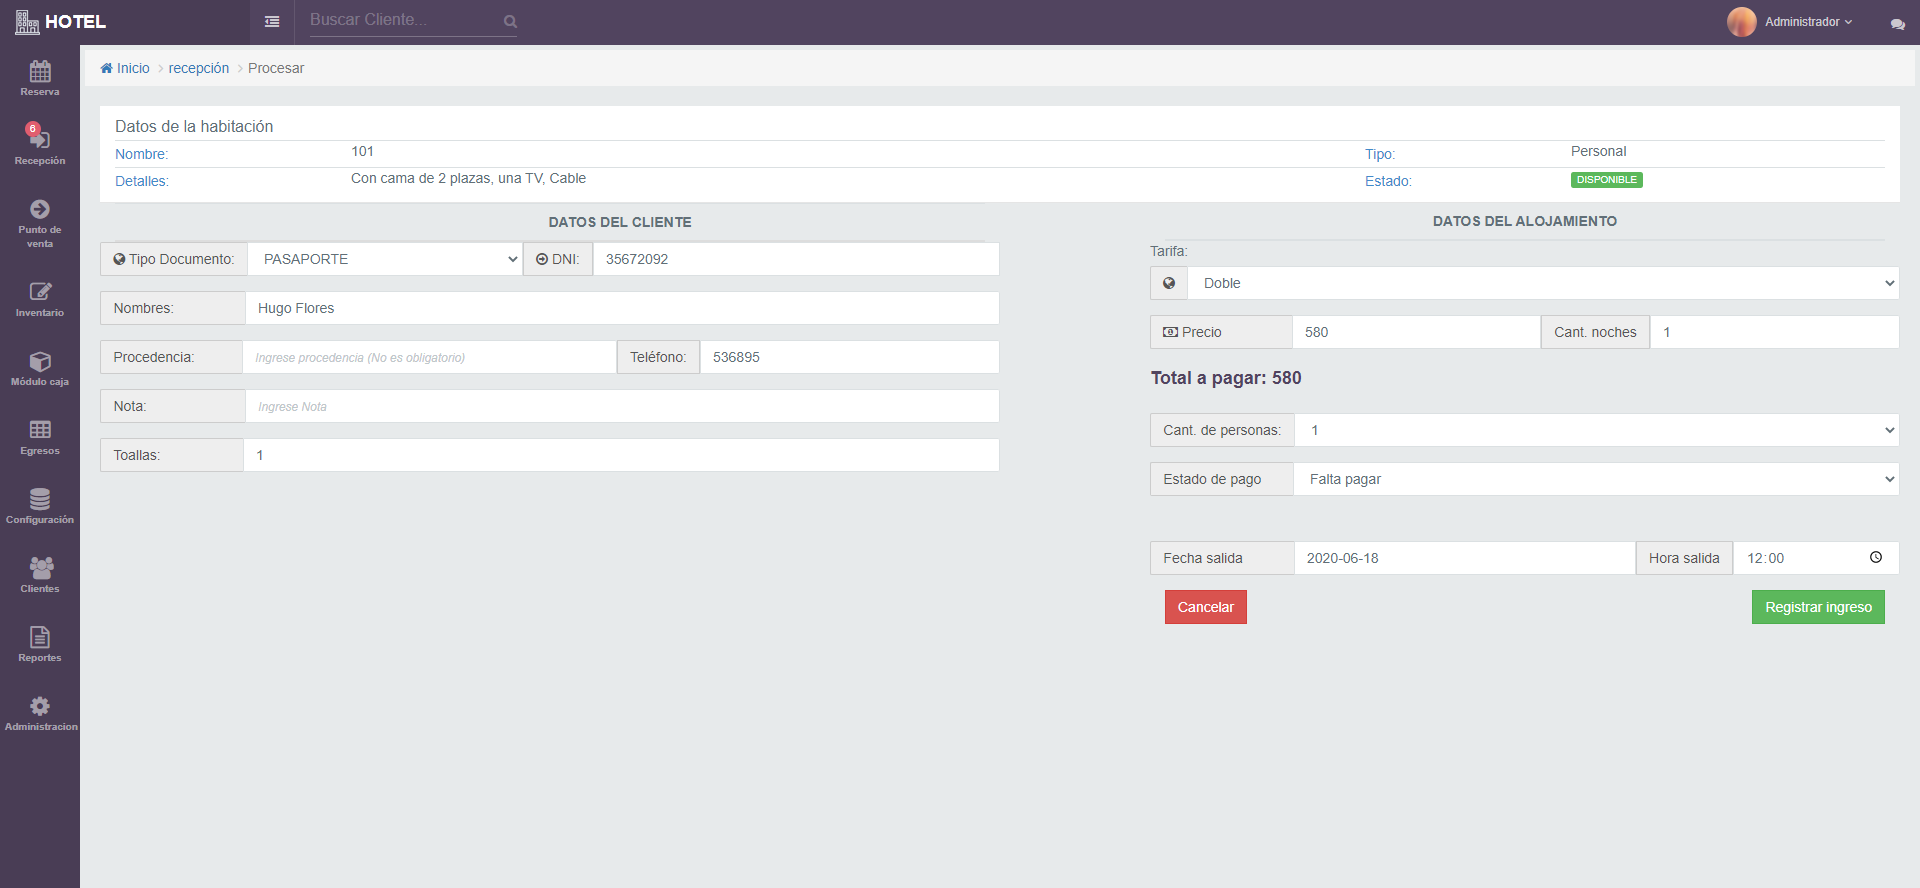 HOTEL
Buscar Cliente...
Administrador
Reserva
6
Recepción
Punto de
venta
Inventario
Módulo caja
Egresos
Configuración
Clientes
Reportes
Administracion
Inicio > recepción > Procesar
Datos de la habitación
Nombre: 101 Tipo: Personal
Detalles: Con cama de 2 plazas, una TV, Cable Estado: DISPONIBLE
DATOS DEL CLIENTE
Tipo Documento: PASAPORTE DNI: 35672092
Nombres: Hugo Flores
Procedencia: Ingrese procedencia (No es obligatorio) Teléfono: 536895
Nota: Ingrese Nota
Toallas: 1
DATOS DEL ALOJAMIENTO
Tarifa:
Doble
Precio 580 Cant. noches 1
Total a pagar: 580
Cant. de personas: 1
Estado de pago Falta pagar
Fecha salida 2020-06-18 Hora salida 12:00
Cancelar Registrar ingreso